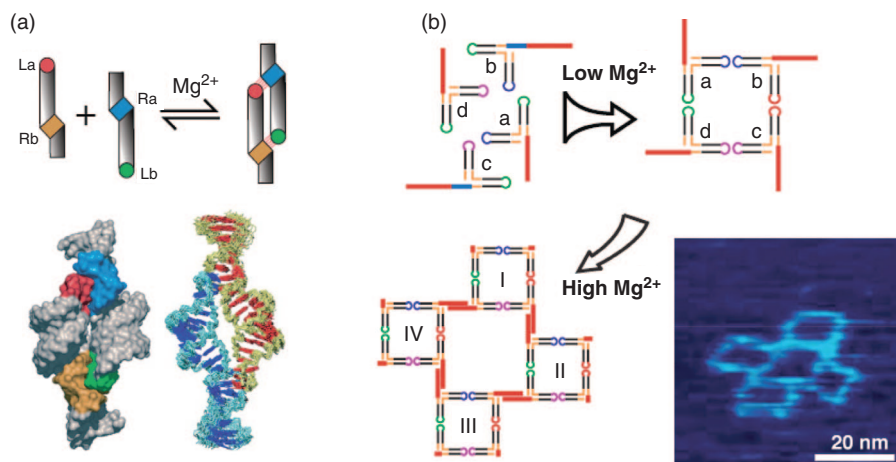 (a)
La
Ra
Rb
Lb
+
Mg2+
(b)
b
d
a
c
Low Mg2+
a
b
d
c
High Mg2+
I
IV
II
III
20 nm